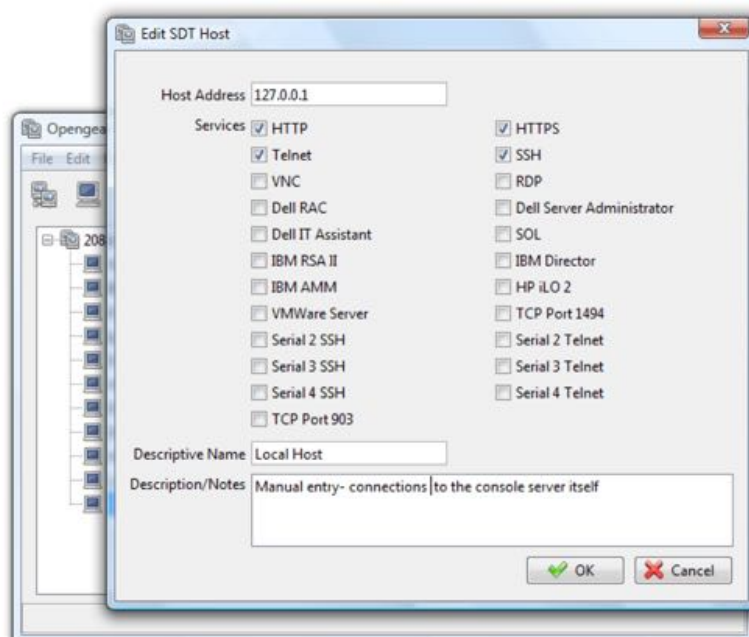 Edit SDT Host
Opengea
File Edit
208
Host Address 127.0.0.1
Services HTTP HTTPS
Telnet SSH
VNC RDP
Dell RAC Dell Server Administrator
Dell IT Assistant SOL
IBM RSA II IBM Director
IBM AMM HP iLO 2
VMWare Server TCP Port 1494
Serial 2 SSH Serial 2 Telnet
Serial 3 SSH Serial 3 Telnet
Serial 4 SSH Serial 4 Telnet
TCP Port 903
Descriptive Name Local Host
Description/Notes Manual entry- connections to the console server itself
OK Cancel